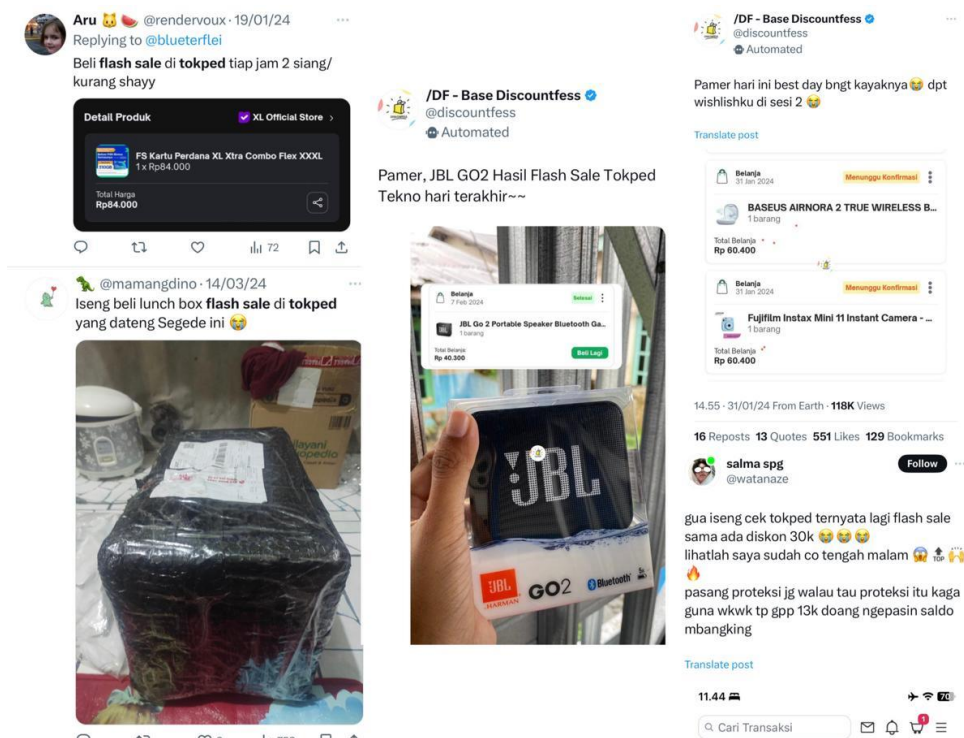 Aru 🐱 🍉 @rendervoux · 19/01/24
Replying to @blueterflei
Beli flash sale di tokped tiap jam 2 siang/
kurang shayy
Detail Produk
XL Official Store >
FS Kartu Perdana XL Xtra Combo Flex XXXL
1 x Rp84.000
Total Harga
Rp84.000
72
🦖 @mamangdino · 14/03/24
Iseng beli lunch box flash sale di tokped
yang dateng Segede ini 😭
/DF - Base Discountfess
@discountfess
Automated
Pamer, JBL GO2 Hasil Flash Sale Tokped
Tekno hari terakhir~~
Belanja
7 Feb 2024
Selesai
JBL Go 2 Portable Speaker Bluetooth Ga...
1 barang
Total Belanja
Rp 40.300
Beli Lagi
JBL
JBL
HARMAN
GO2
Bluetooth
/DF - Base Discountfess
@discountfess
Automated
Pamer hari ini best day bngt kayaknya😭 dpt
wishlishku di sesi 2 😭
Translate post
Belanja
31 Jan 2024
Menunggu Konfirmasi
BASEUS AIRNORA 2 TRUE WIRELESS B...
1 barang
Total Belanja
Rp 60.400
Belanja
31 Jan 2024
Menunggu Konfirmasi
Fujifilm Instax Mini 11 Instant Camera - ...
1 barang
Total Belanja
Rp 60.400
14.55 · 31/01/24 From Earth · 118K Views
16 Reposts 13 Quotes 551 Likes 129 Bookmarks
salma spg
@watanaze
Follow
gua iseng cek tokped ternyata lagi flash sale
sama ada diskon 30k 😭😭😭
lihatlah saya sudah co tengah malam 😱 🔝 🙌
🔥
pasang proteksi jg walau tau proteksi itu kaga
guna wkwk tp gpp 13k doang ngepasin saldo
mbangking
Translate post
11.44
70
Cari Transaksi
1